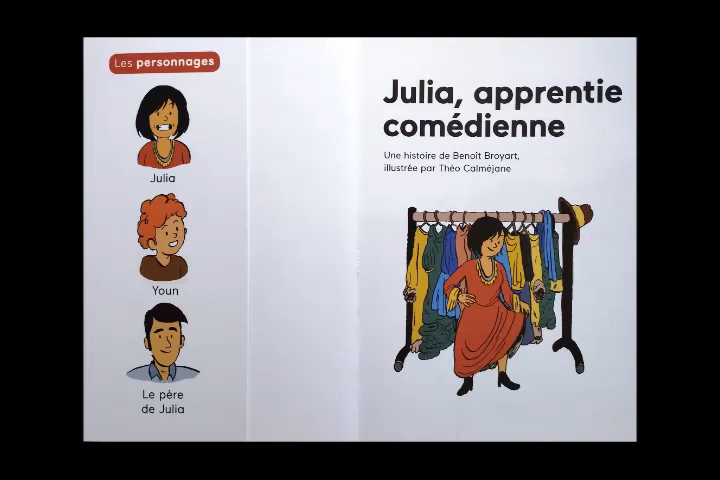 Les personnages
Julia
Youn
Le père
de Julia
Julia, apprentie
comédienne
Une histoire de Benoît Broyart,
illustrée par Théo Calméjane